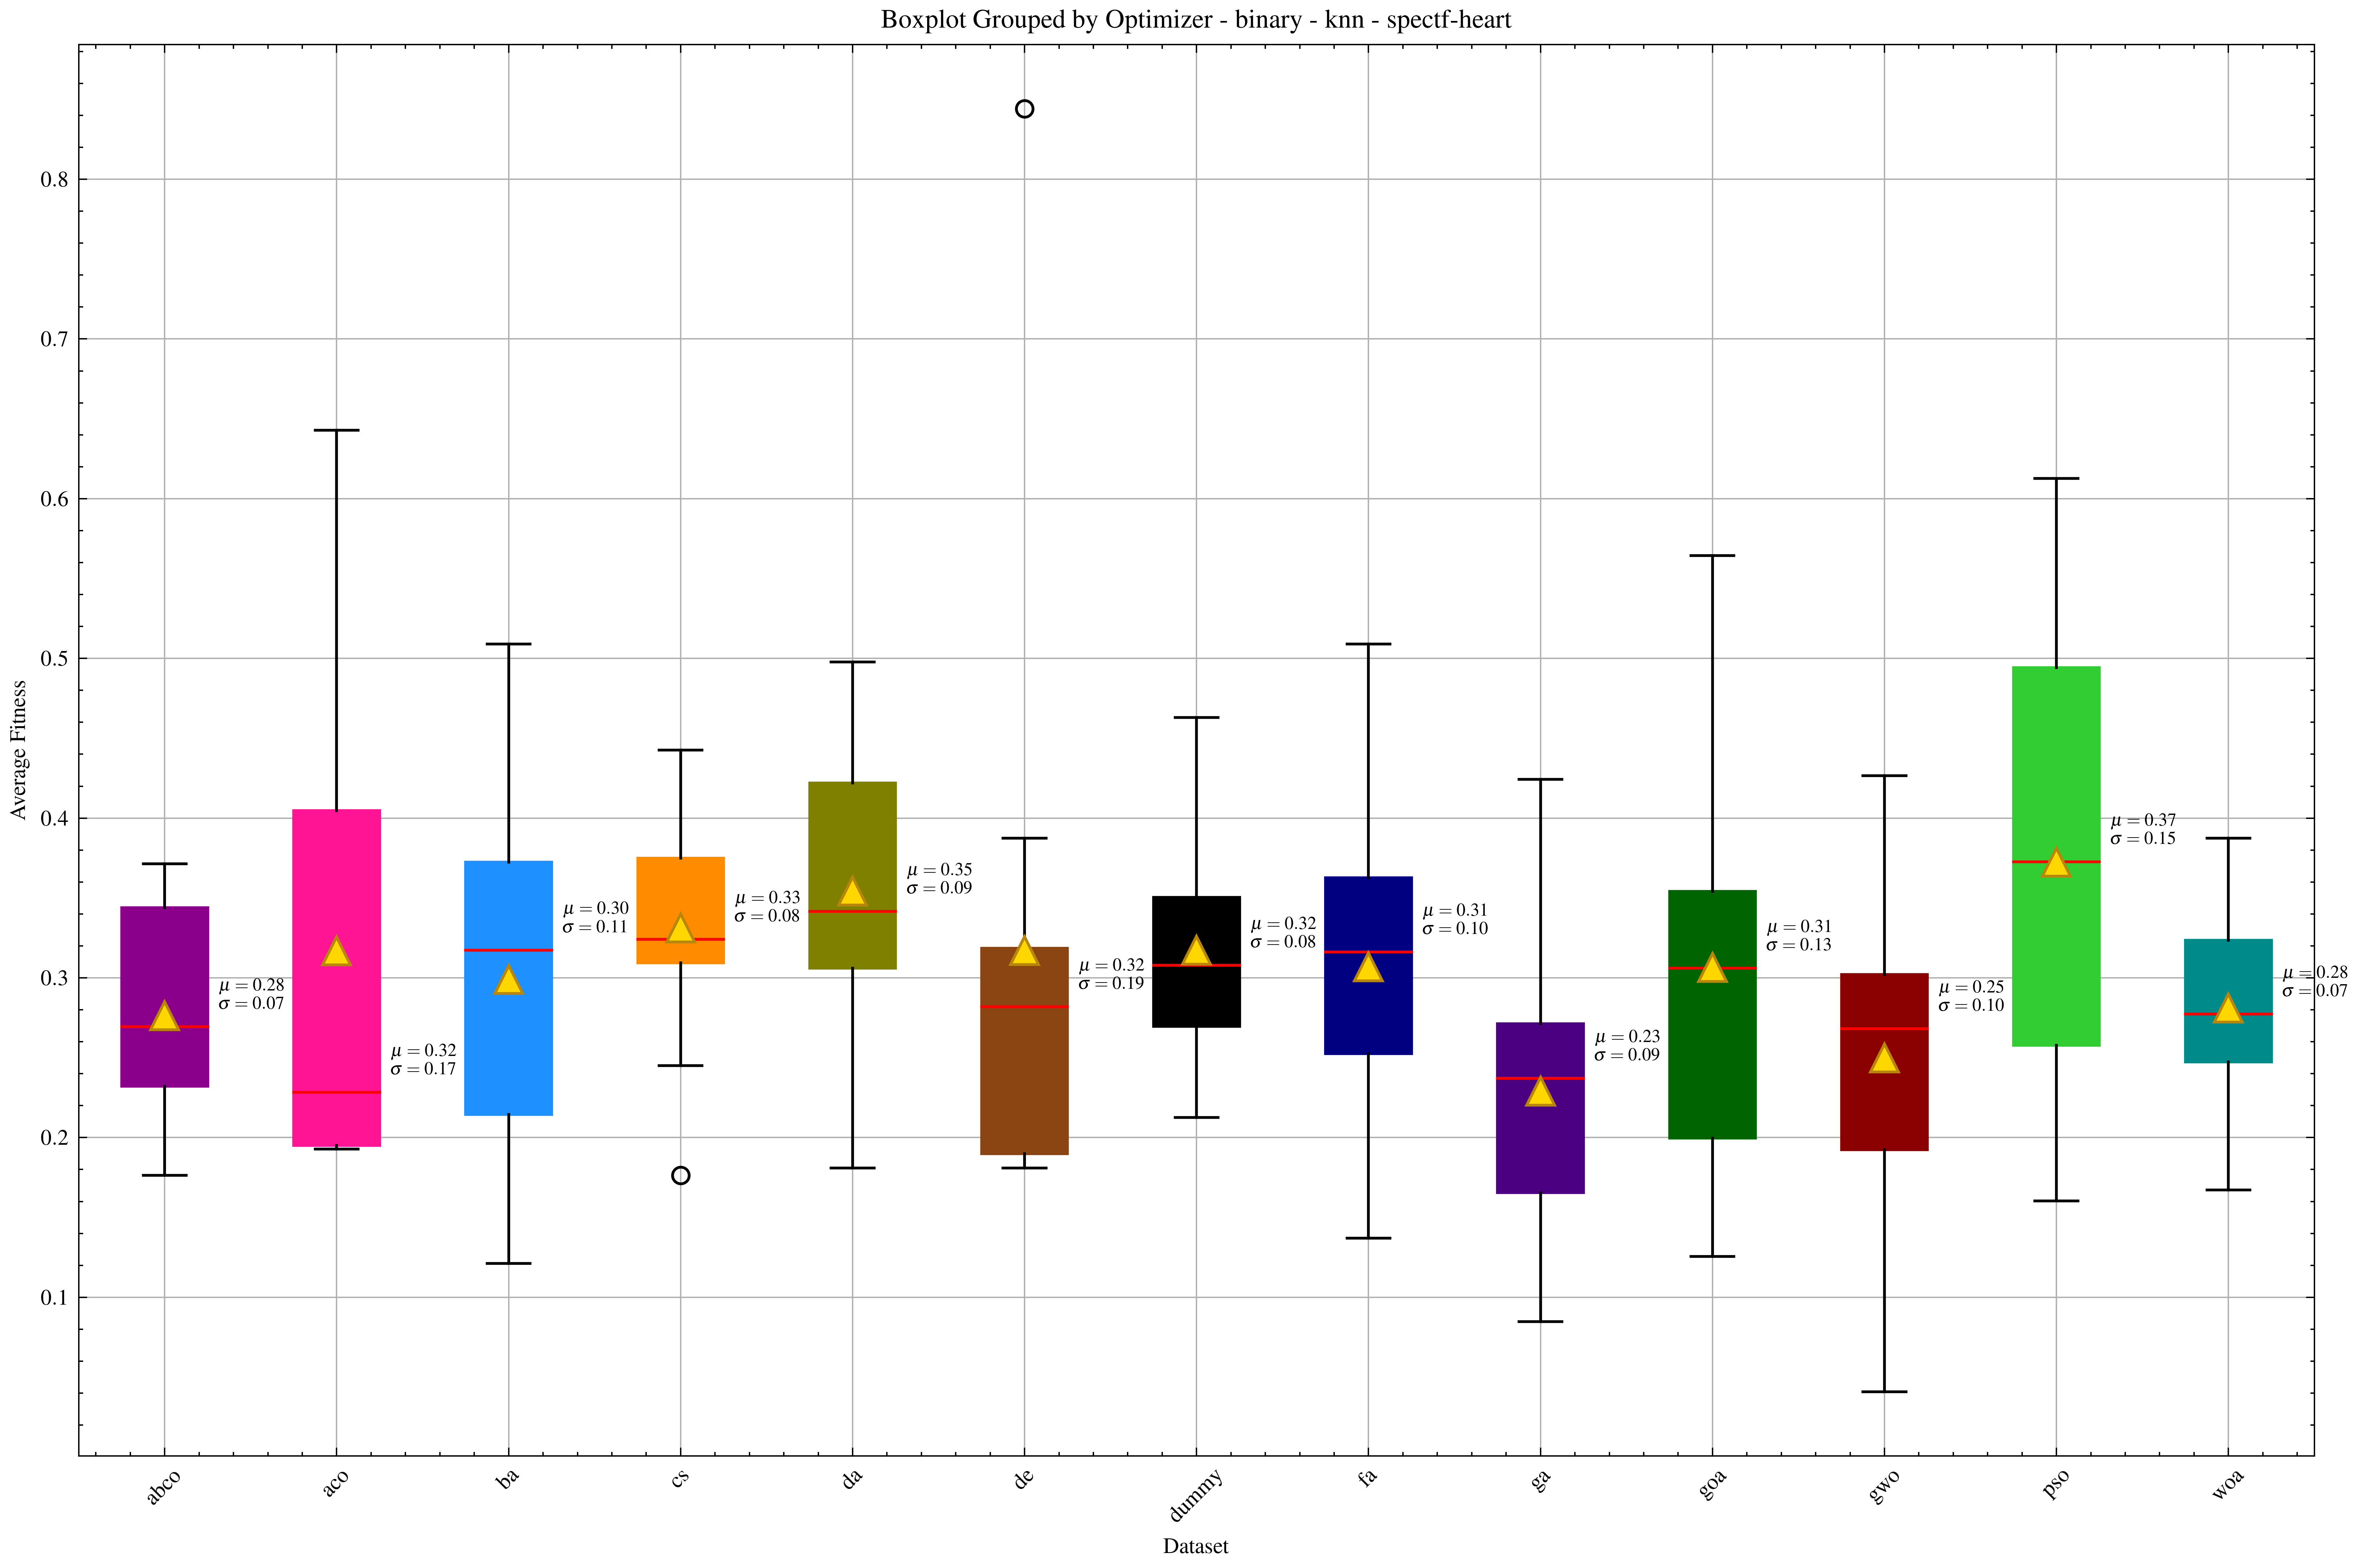 Boxplot Grouped by Optimizer - binary - knn - spectf-heart
Average Fitness
0.8
0.7
0.6
0.5
0.4
0.3
0.2
0.1
μ = 0.28
σ = 0.07
μ = 0.32
σ = 0.17
μ = 0.30
σ = 0.11
μ = 0.33
σ = 0.08
μ = 0.35
σ = 0.09
μ = 0.32
σ = 0.19
μ = 0.32
σ = 0.08
μ = 0.31
σ = 0.10
μ = 0.23
σ = 0.09
μ = 0.31
σ = 0.13
μ = 0.25
σ = 0.10
μ = 0.37
σ = 0.15
μ = 0.28
σ = 0.07
abco
aco
ba
cs
da
de
dummy
fa
ga
goa
gwo
pso
woa
Dataset